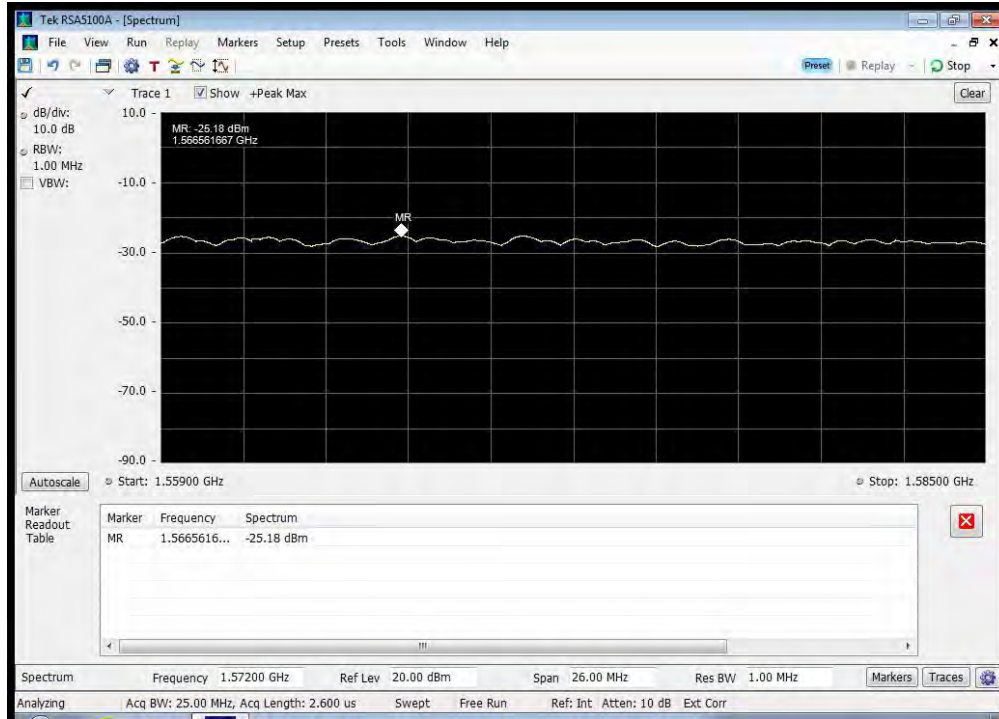 Tek RSA5100A - [Spectrum]
File View Run Replay Markers Setup Presets Tools Window Help
T
Preset Replay Stop
Trace 1 Show +Peak Max Clear
dB/div:
10.0 dB
RBW:
1.00 MHz
VBW:
10.0
-10.0
-30.0
-50.0
-70.0
-90.0
MR: -25.18 dBm
1.566561667 GHz
MR
Autoscale Start: 1.55900 GHz Stop: 1.58500 GHz
Marker
Readout
Table
Marker Frequency Spectrum
MR 1.5665616... -25.18 dBm
Spectrum Frequency 1.57200 GHz Ref Lev 20.00 dBm Span 26.00 MHz Res BW 1.00 MHz Markers Traces
Analyzing Acq BW: 25.00 MHz, Acq Length: 2.600 us Swept Free Run Ref: Int Atten: 10 dB Ext Corr